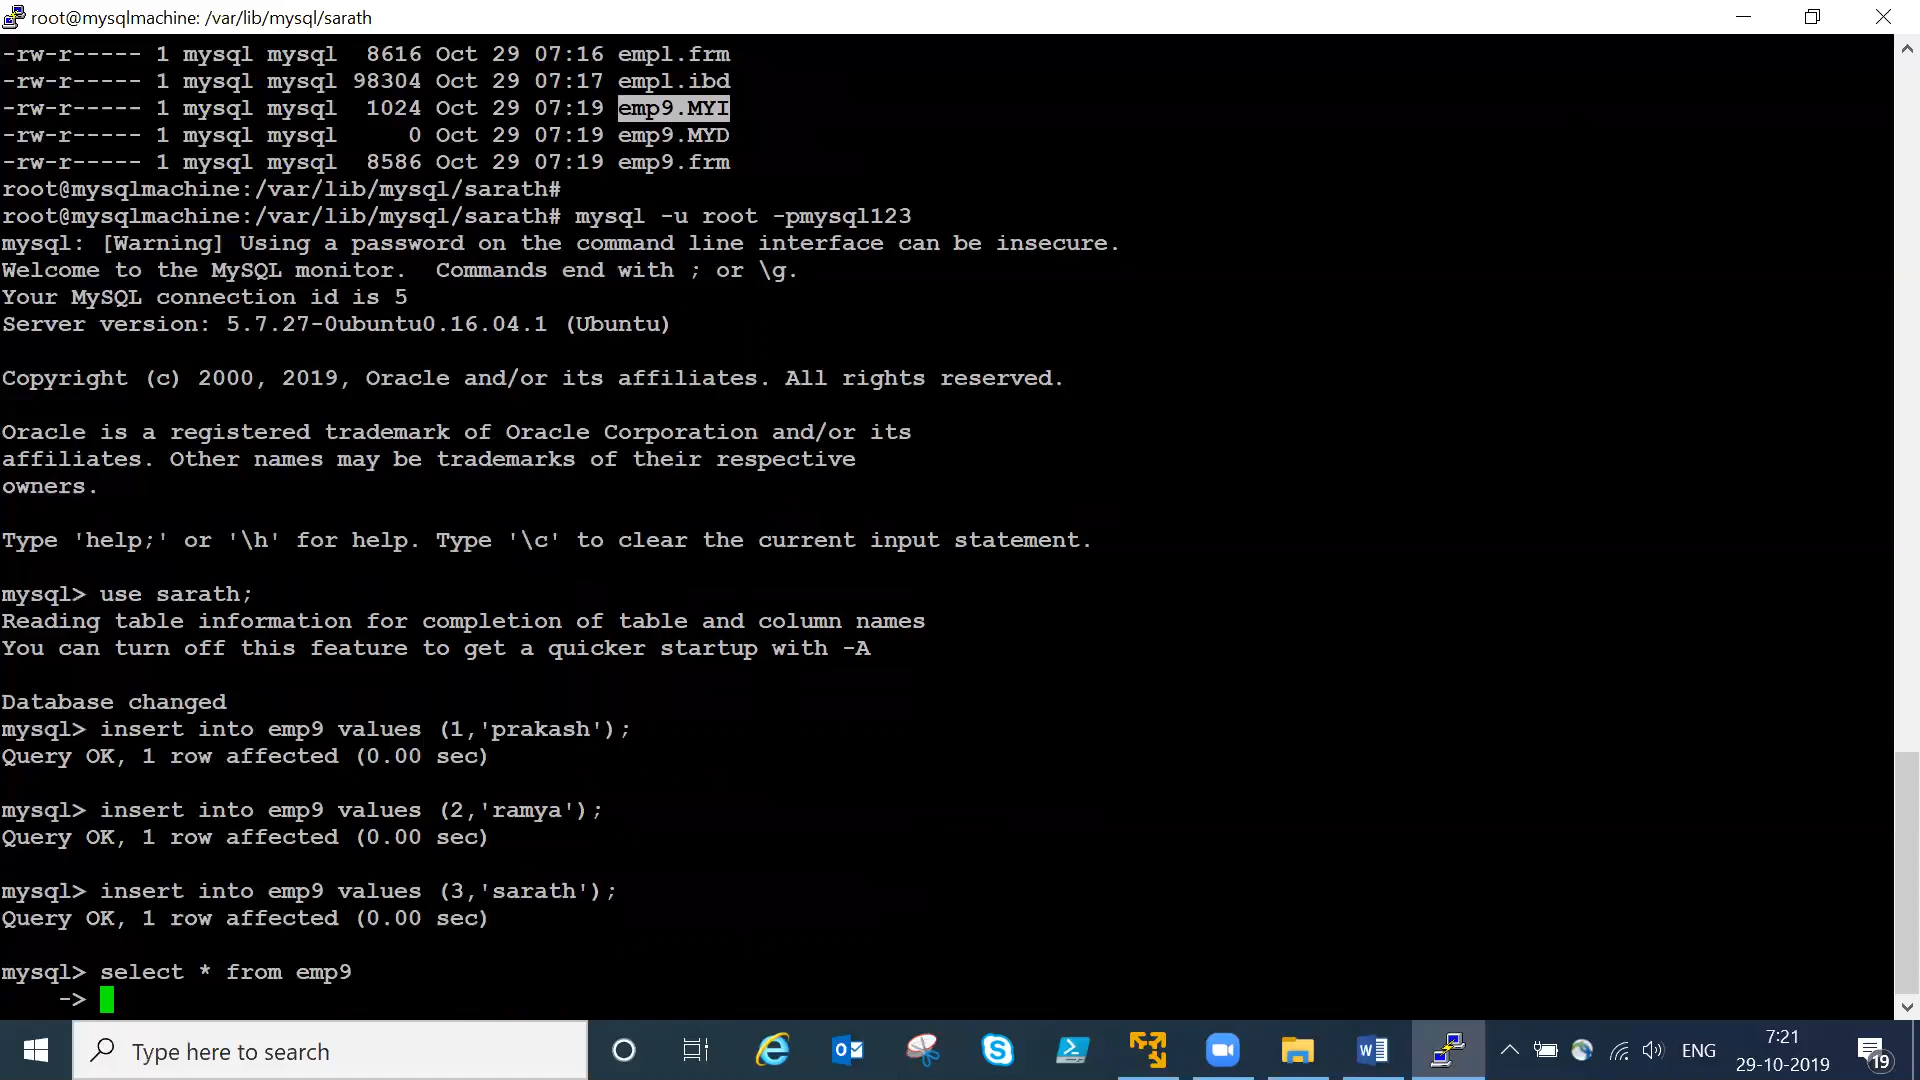 root@mysqlmachine: /var/lib/mysql/sarath
-rw-r----- 1 mysql mysql  8616 Oct 29 07:16 empl.frm
-rw-r----- 1 mysql mysql 98304 Oct 29 07:17 empl.ibd
-rw-r----- 1 mysql mysql  1024 Oct 29 07:19 emp9.MYI
-rw-r----- 1 mysql mysql     0 Oct 29 07:19 emp9.MYD
-rw-r----- 1 mysql mysql  8586 Oct 29 07:19 emp9.frm
root@mysqlmachine:/var/lib/mysql/sarath#
root@mysqlmachine:/var/lib/mysql/sarath# mysql -u root -pmysql123
mysql: [Warning] Using a password on the command line interface can be insecure.
Welcome to the MySQL monitor.  Commands end with ; or \g.
Your MySQL connection id is 5
Server version: 5.7.27-0ubuntu0.16.04.1 (Ubuntu)
Copyright (c) 2000, 2019, Oracle and/or its affiliates. All rights reserved.
Oracle is a registered trademark of Oracle Corporation and/or its
affiliates. Other names may be trademarks of their respective
owners.
Type 'help;' or '\h' for help. Type '\c' to clear the current input statement.
mysql> use sarath;
Reading table information for completion of table and column names
You can turn off this feature to get a quicker startup with -A
Database changed
mysql> insert into emp9 values (1,'prakash');
Query OK, 1 row affected (0.00 sec)
mysql> insert into emp9 values (2,'ramya');
Query OK, 1 row affected (0.00 sec)
mysql> insert into emp9 values (3,'sarath');
Query OK, 1 row affected (0.00 sec)
mysql> select * from emp9
    ->
Type here to search
ENG
7:21
29-10-2019
19